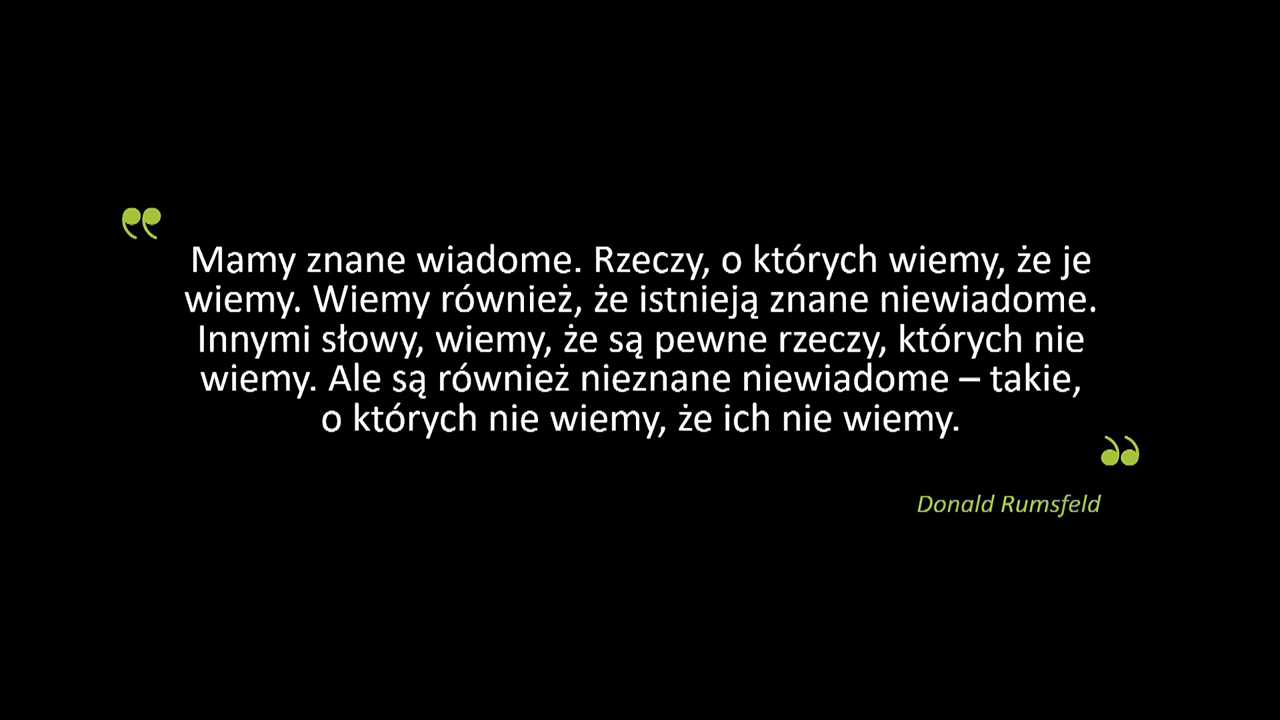 Mamy znane wiadome. Rzeczy, o których wiemy, że je
wiemy. Wiemy również, że istnieją znane niewiadome.
Innymi słowy, wiemy, że są pewne rzeczy, których nie
wiemy. Ale są również nieznane niewiadome – takie,
o których nie wiemy, że ich nie wiemy.
Donald Rumsfeld